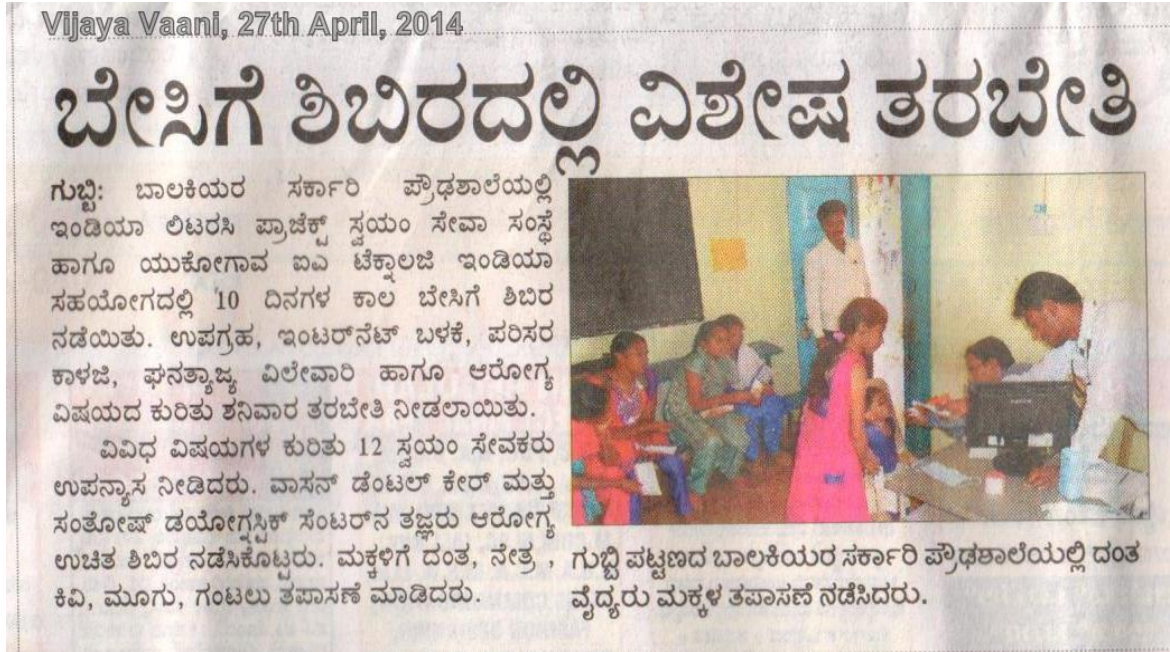 Vijaya Vaani, 27th April, 2014
ಬೇಸಿಗೆ ಶಿಬಿರದಲ್ಲಿ ವಿಶೇಷ ತರಬೇತಿ
ಗುಬ್ಬಿ: ಬಾಲಕಿಯರ ಸರ್ಕಾರಿ ಪ್ರೌಢಶಾಲೆಯಲ್ಲಿ
ಇಂಡಿಯಾ ಲಿಟರಸಿ ಪ್ರಾಜೆಕ್ಟ್ ಸ್ವಯಂ ಸೇವಾ ಸಂಸ್ಥೆ
ಹಾಗೂ ಯುಕೋಗಾವ ಐಎ ಟೆಕ್ನಾಲಜಿ ಇಂಡಿಯಾ
ಸಹಯೋಗದಲ್ಲಿ 10 ದಿನಗಳ ಕಾಲ ಬೇಸಿಗೆ ಶಿಬಿರ
ನಡೆಯಿತು. ಉಪಗ್ರಹ, ಇಂಟರ್‌ನೆಟ್ ಬಳಕೆ, ಪರಿಸರ
ಕಾಳಜಿ, ಘನತ್ಯಾಜ್ಯ ವಿಲೇವಾರಿ ಹಾಗೂ ಆರೋಗ್ಯ
ವಿಷಯದ ಕುರಿತು ಶನಿವಾರ ತರಬೇತಿ ನೀಡಲಾಯಿತು.
ವಿವಿಧ ವಿಷಯಗಳ ಕುರಿತು 12 ಸ್ವಯಂ ಸೇವಕರು
ಉಪನ್ಯಾಸ ನೀಡಿದರು. ವಾಸನ್ ಡೆಂಟಲ್ ಕೇರ್ ಮತ್ತು
ಸಂತೋಷ್ ಡಯೋಗ್ನಸ್ಟಿಕ್ ಸೆಂಟರ್‌ನ ತಜ್ಞರು ಆರೋಗ್ಯ
ಉಚಿತ ಶಿಬಿರ ನಡೆಸಿಕೊಟ್ಟರು. ಮಕ್ಕಳಿಗೆ ದಂತ, ನೇತ್ರ ,
ಕಿವಿ, ಮೂಗು, ಗಂಟಲು ತಪಾಸಣೆ ಮಾಡಿದರು.
ಗುಬ್ಬಿ ಪಟ್ಟಣದ ಬಾಲಕಿಯರ ಸರ್ಕಾರಿ ಪ್ರೌಢಶಾಲೆಯಲ್ಲಿ ದಂತ
ವೈದ್ಯರು ಮಕ್ಕಳ ತಪಾಸಣೆ ನಡೆಸಿದರು.